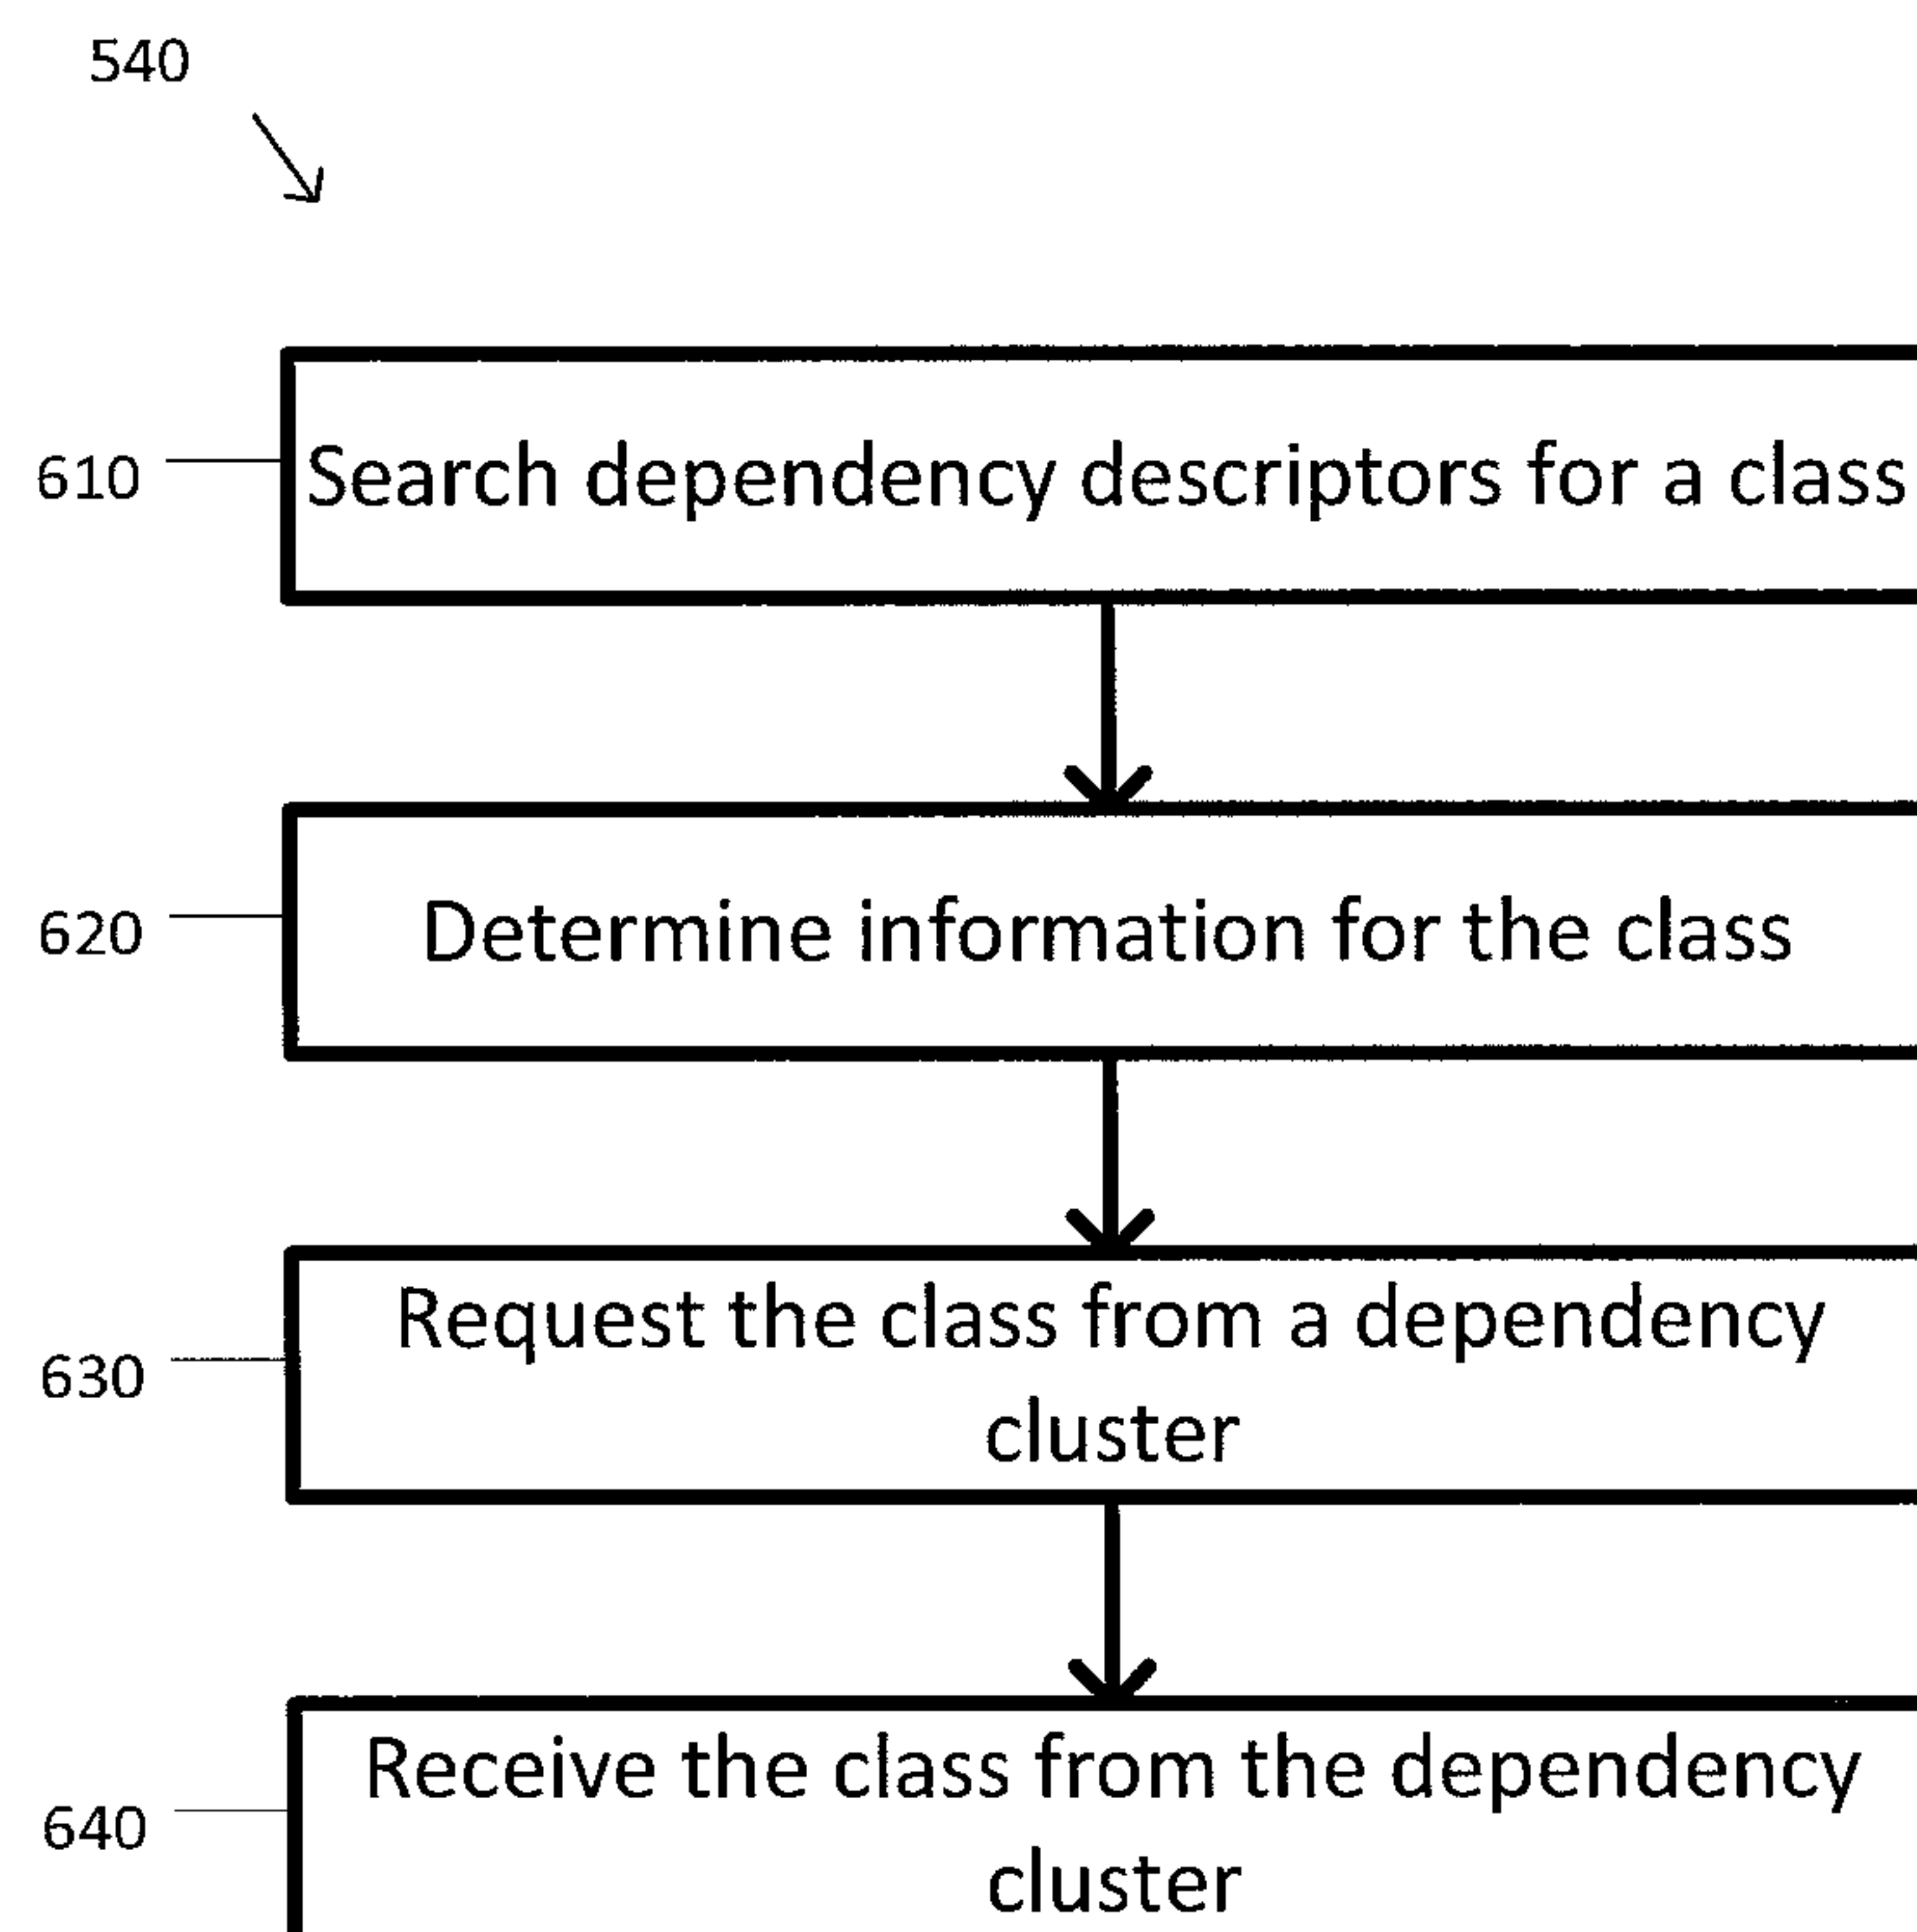 540
610
Search dependency descriptors for a class
620
Determine information for the class
630
Request the class from a dependency
cluster
640
Receive the class from the dependency
cluster